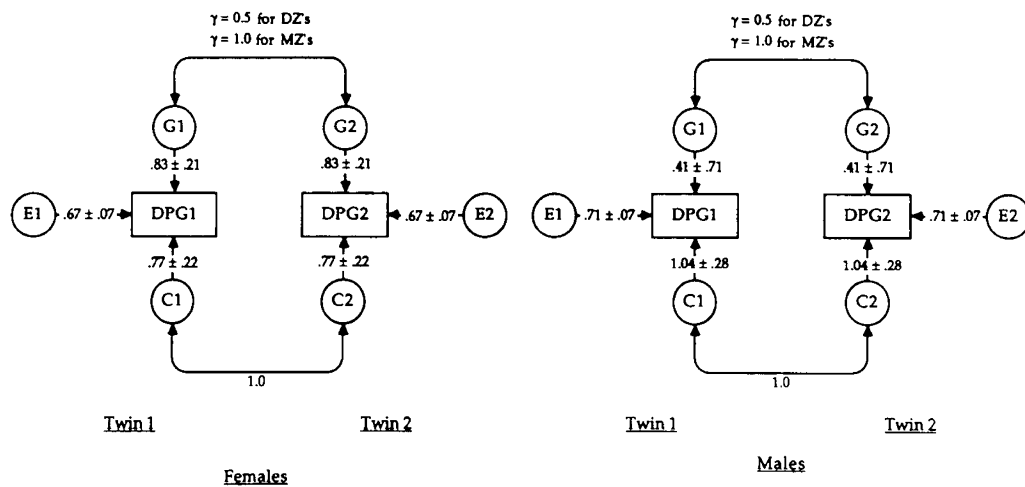 γ = 0.5 for DZ's
γ = 1.0 for MZ's
G1
G2
.83 ± .21
.83 ± .21
E1
.67 ± .07
DPG1
DPG2
.67 ± .07
E2
.77 ± .22
.77 ± .22
C1
C2
1.0
Twin 1
Twin 2
Females
γ = 0.5 for DZ's
γ = 1.0 for MZ's
G1
G2
.41 ± .71
.41 ± .71
E1
.71 ± .07
DPG1
DPG2
.71 ± .07
E2
1.04 ± .28
1.04 ± .28
C1
C2
1.0
Twin 1
Twin 2
Males